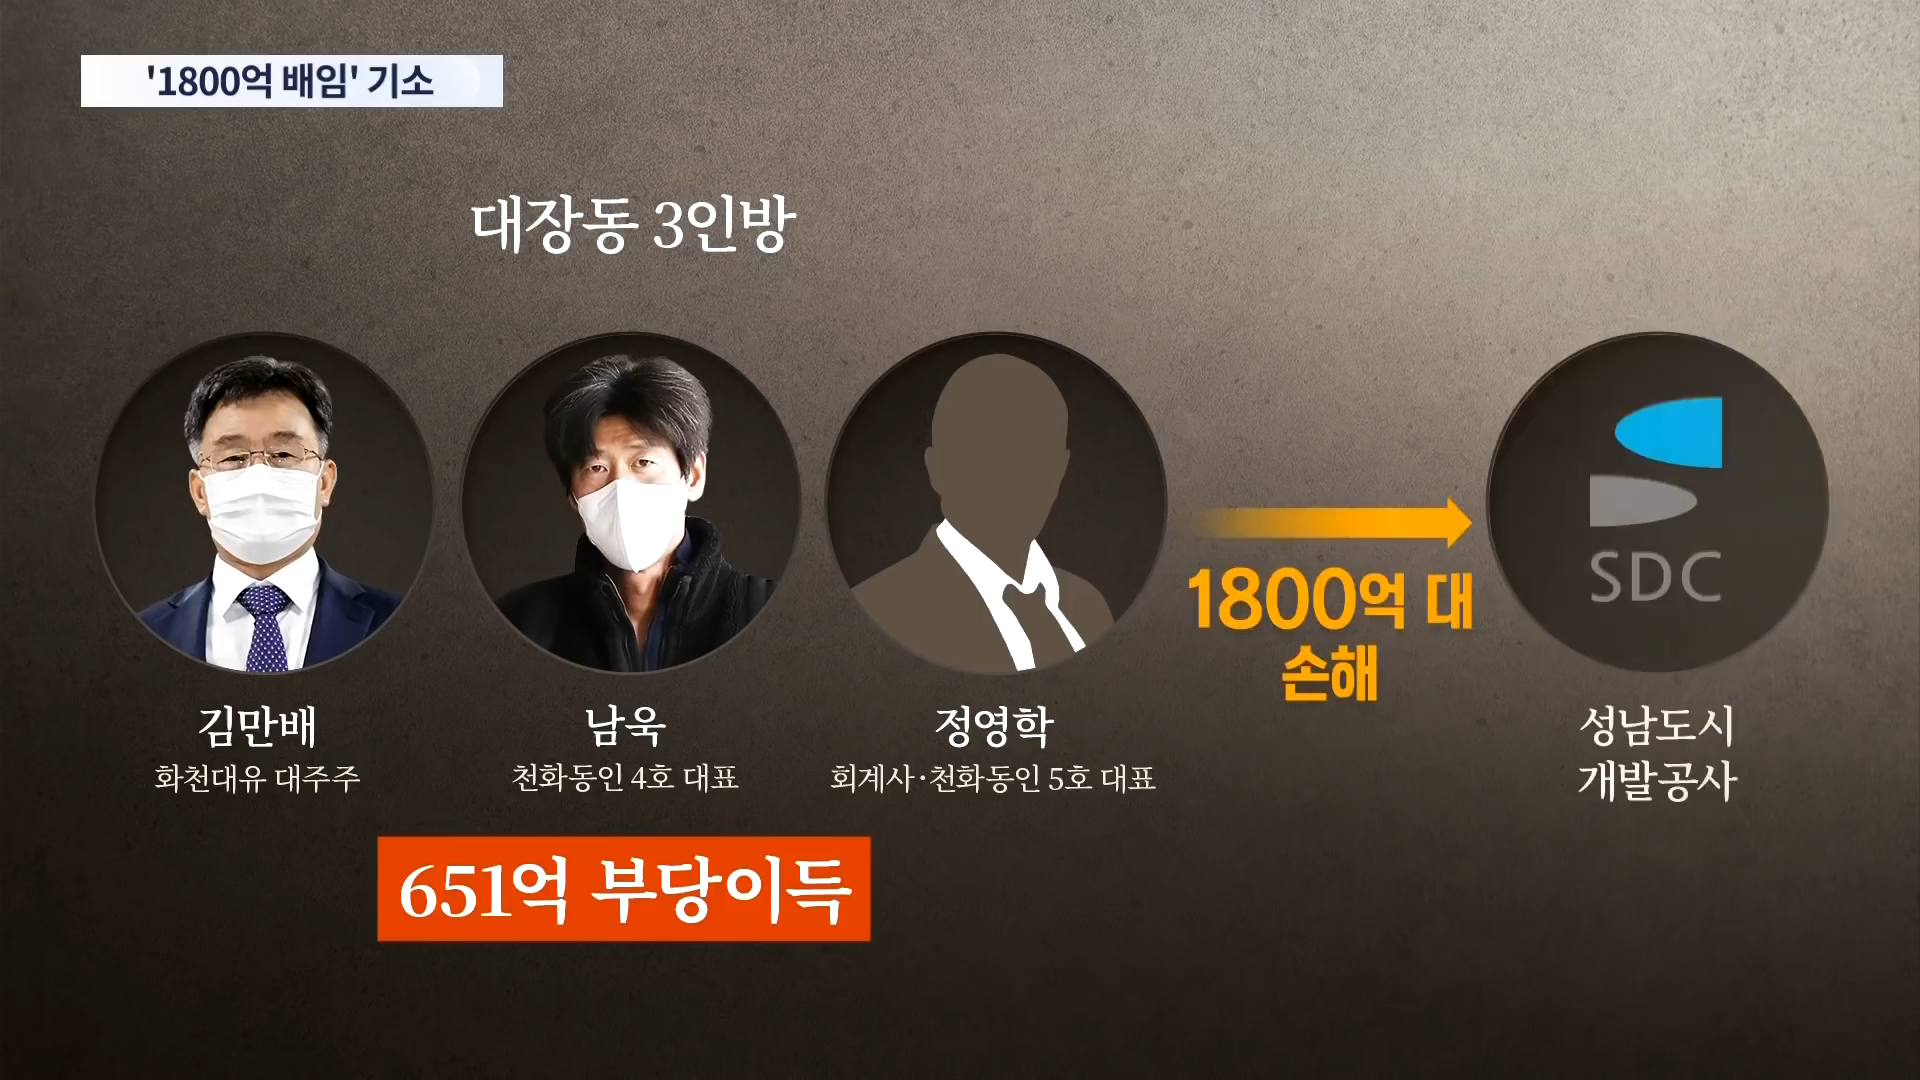 '1800억 배임' 기소
대장동 3인방
김만배
화천대유 대주주
남욱
천화동인 4호 대표
정영학
회계사·천화동인 5호 대표
651억 부당이득
1800억 대
손해
SDC
성남도시
개발공사